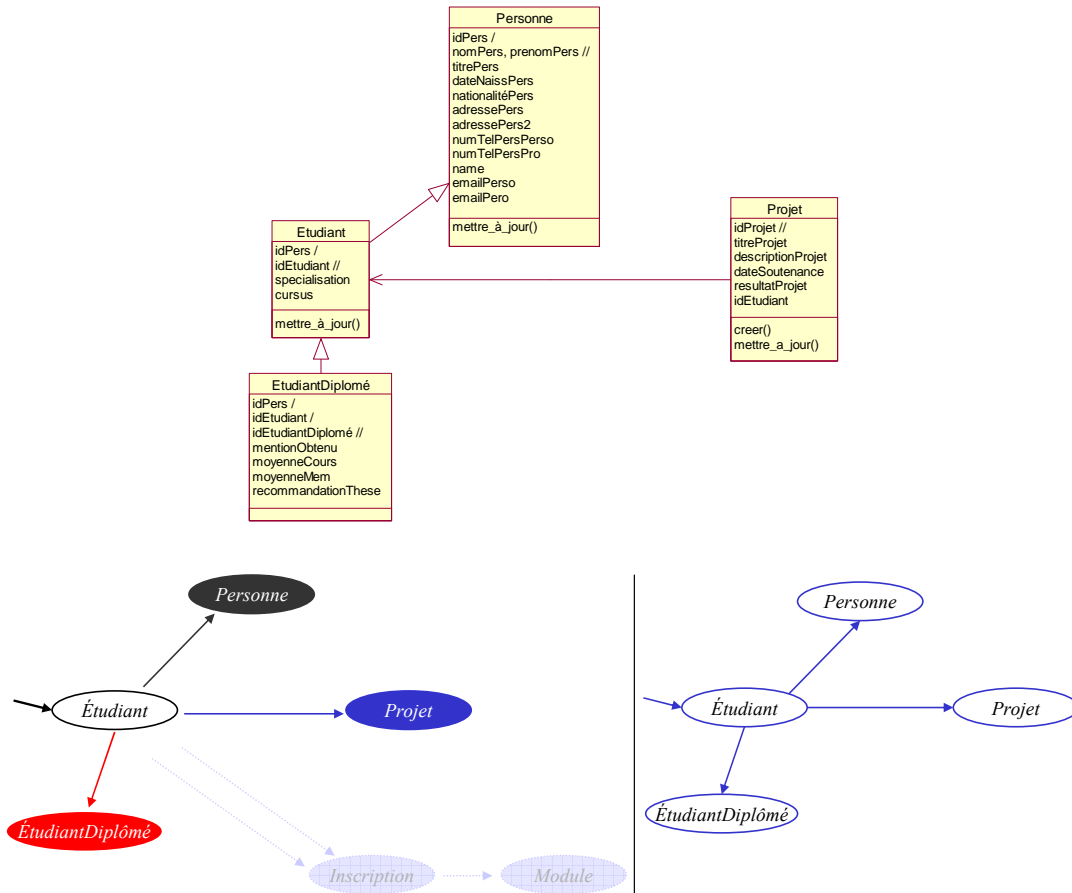 Personne
idPers /
nomPers, prenomPers //
titrePers
dateNaissPers
nationalitéPers
adressePers
adressePers2
numTelPersPerso
numTelPersPro
name
emailPerso
emailPero
mettre_à_jour()
Etudiant
idPers /
idEtudiant //
specialisation
cursus
mettre_à_jour()
Projet
idProjet //
titreProjet
descriptionProjet
dateSoutenance
resultatProjet
idEtudiant
creer()
mettre_a_jour()
EtudiantDiplomé
idPers /
idEtudiant /
idEtudiantDiplomé //
mentionObtenu
moyenneCours
moyenneMem
recommandationThese
Personne
Étudiant
Projet
ÉtudiantDiplômé
Inscription
Module
Personne
Étudiant
Projet
ÉtudiantDiplômé